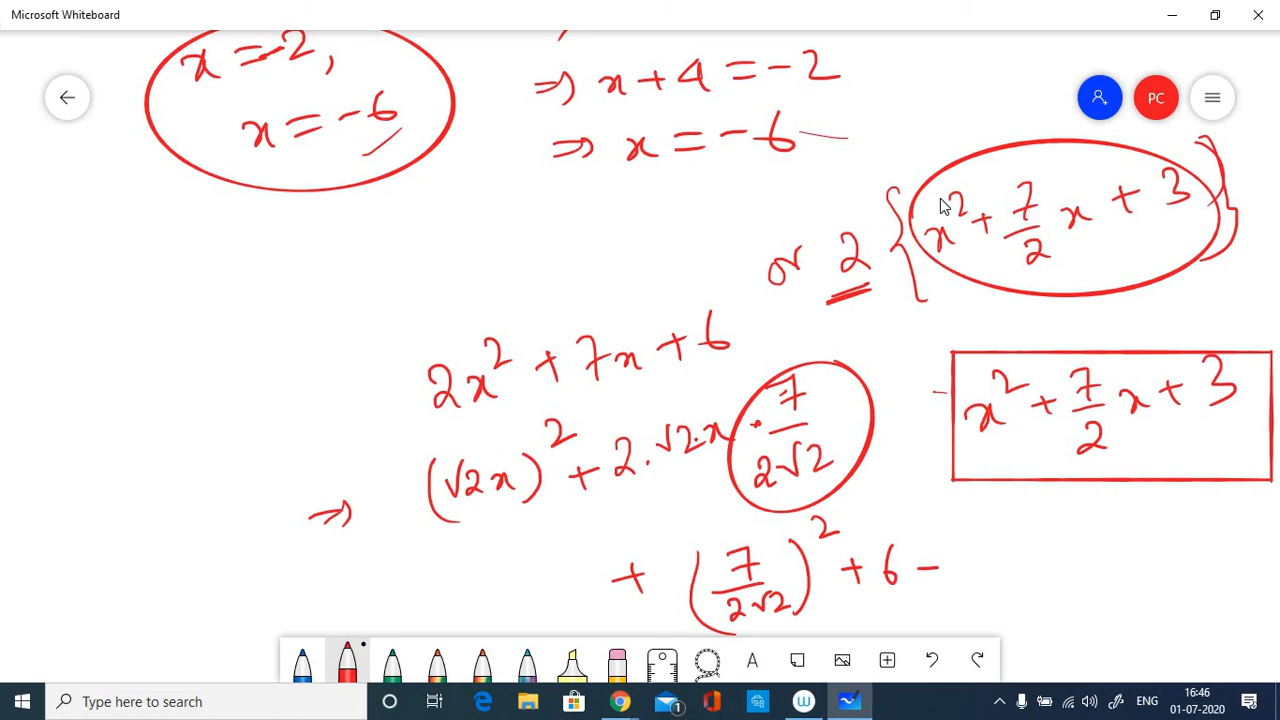 Microsoft Whiteboard
x = -2,
x = -6
⇒ x + 4 = -2
⇒ x = -6
PC
or 2 { x² + 7/2 x + 3 }
2x² + 7x + 6
x² + 7/2 x + 3
⇒ (√2x)² + 2.√2.x . 7/2√2
+ (7/2√2)² + 6 -
A
Type here to search
1
W
ENG
16:46
01-07-2020